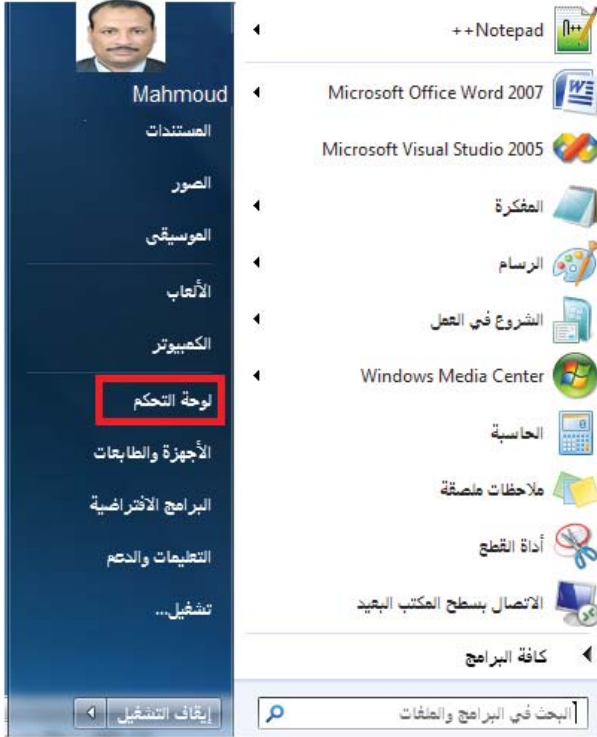 ++Notepad
Microsoft Office Word 2007
Microsoft Visual Studio 2005
المفكرة
الرسام
الشروع في العمل
Windows Media Center
الحاسبة
ملاحظات ملصقة
أداة القطع
الاتصال بسطح المكتب البعيد
كافة البرامج
البحث في البرامج والملفات
Mahmoud
المستندات
الصور
الموسيقى
الألعاب
الكمبيوتر
لوحة التحكم
الأجهزة والطابعات
البرامج الافتراضية
التعليمات والدعم
تشغيل...
إيقاف التشغيل